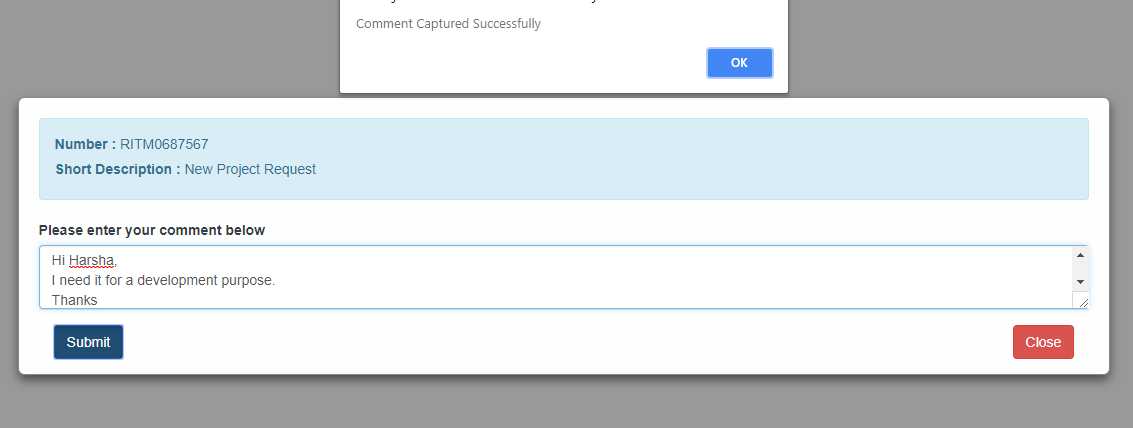 Comment Captured Successfully
OK
Number : RITM0687567
Short Description : New Project Request
Please enter your comment below
Hi Harsha,
I need it for a development purpose.
Thanks
Submit
Close